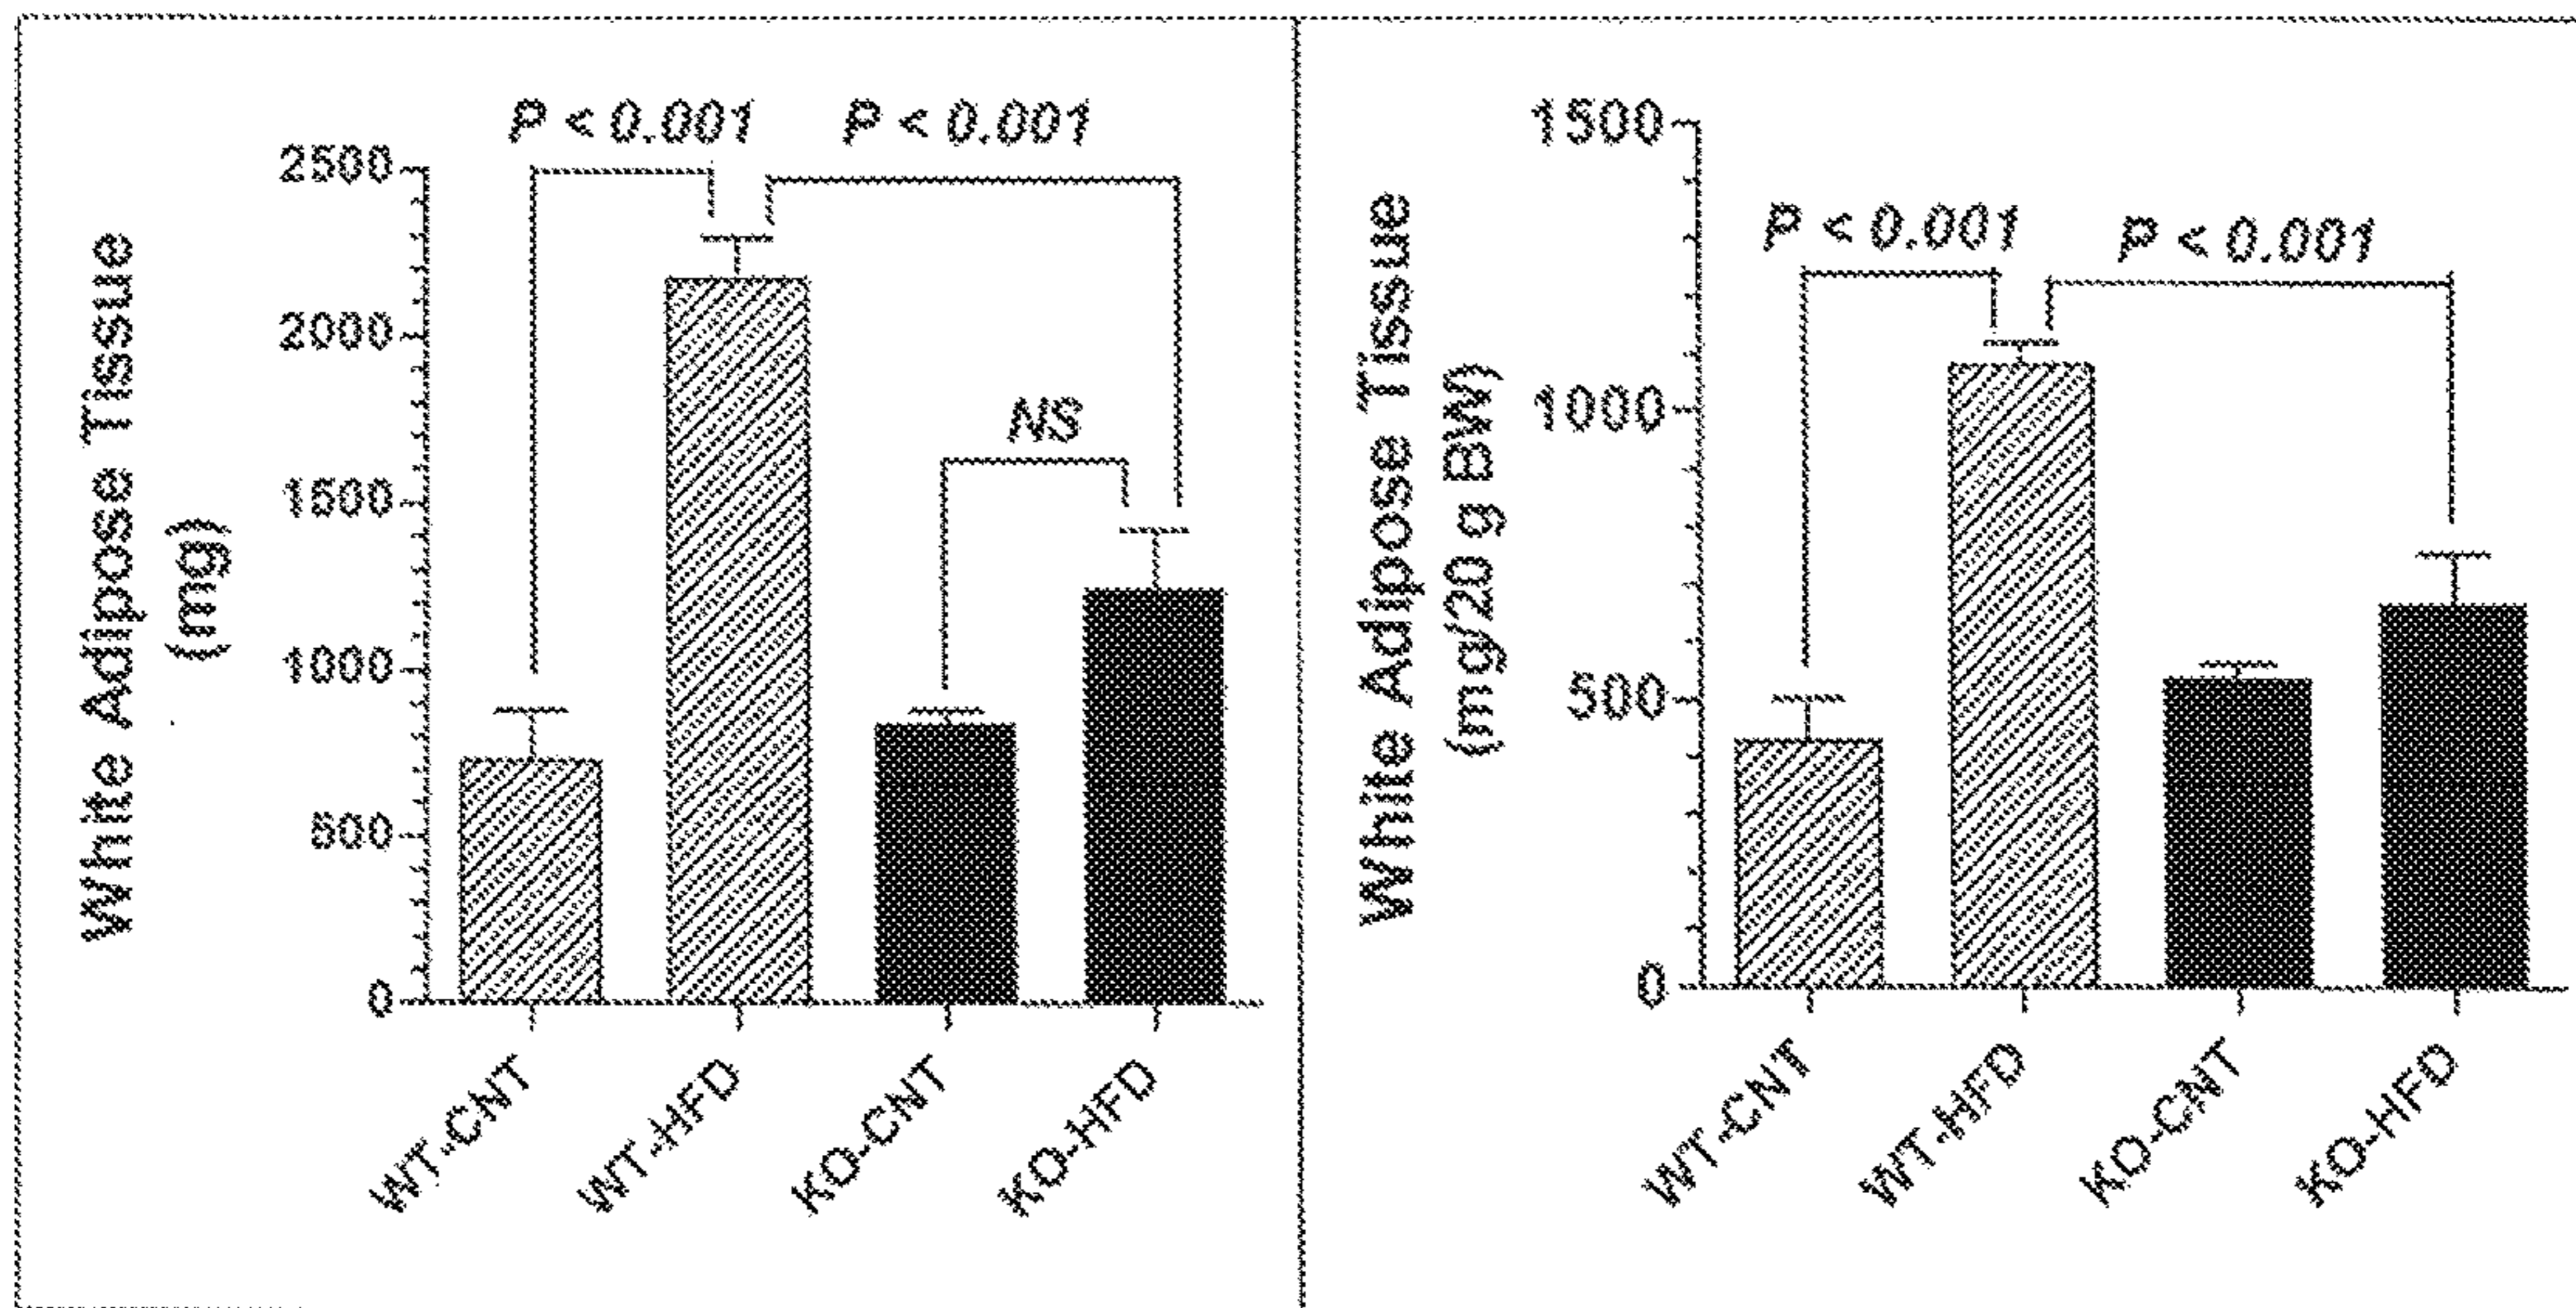 P < 0.001 P < 0.001
2500
2000
1500
1000
500
0
NS
White Adipose Tissue
(mg)
WT-CNT
WT-HFD
KO-CNT
KO-HFD
1500
1000
500
0
P < 0.001 P < 0.001
White Adipose Tissue
(mg/20 g BW)
WT-CNT
WT-HFD
KO-CNT
KO-HFD